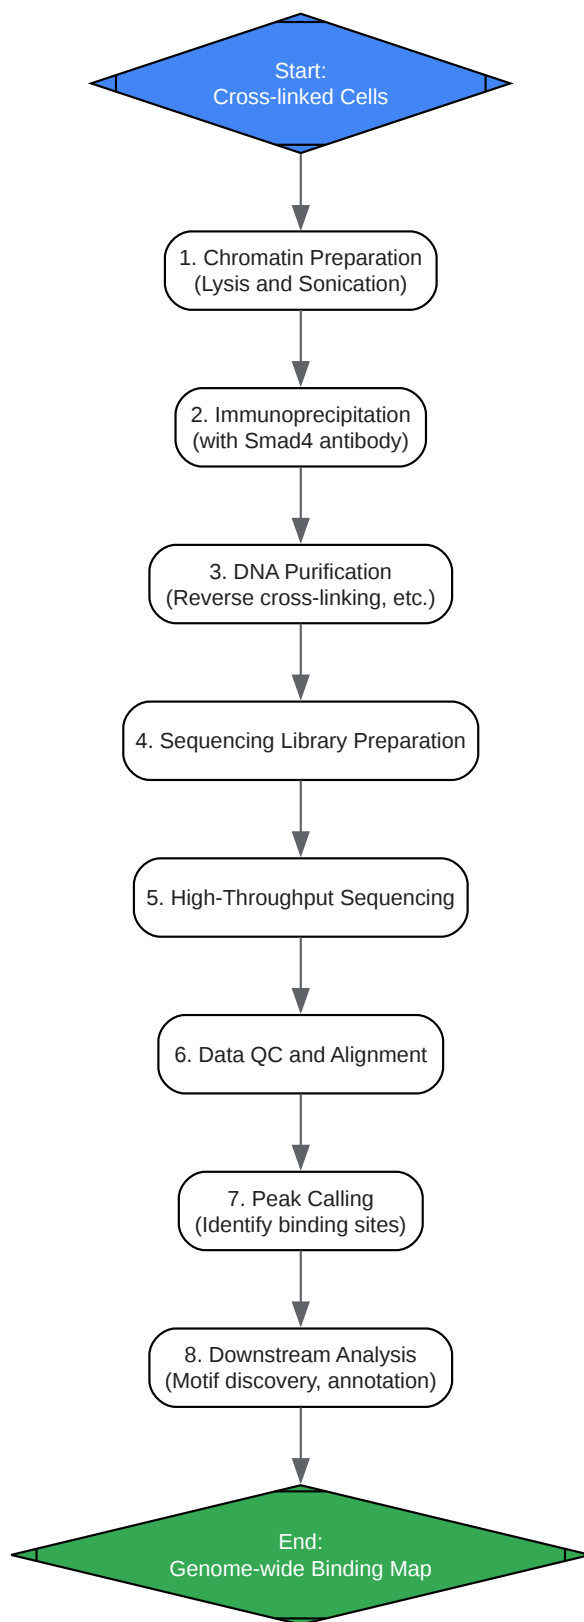 Start:
Cross-linked Cells
1. Chromatin Preparation
(Lysis and Sonication)
2. Immunoprecipitation
(with Smad4 antibody)
3. DNA Purification
(Reverse cross-linking, etc.)
4. Sequencing Library Preparation
5. High-Throughput Sequencing
6. Data QC and Alignment
7. Peak Calling
(Identify binding sites)
8. Downstream Analysis
(Motif discovery, annotation)
End:
Genome-wide Binding Map